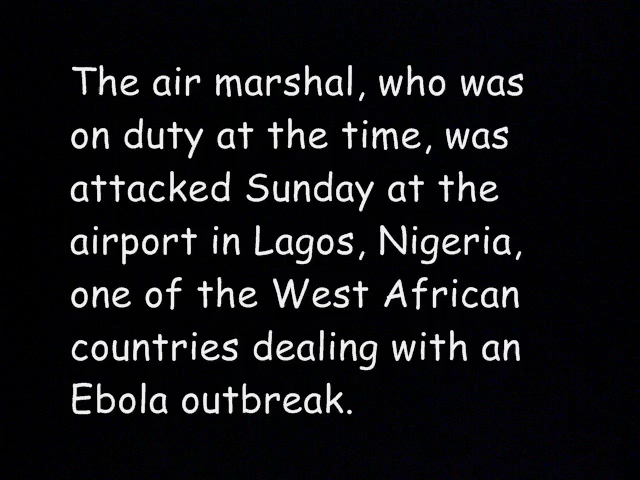 The air marshal, who was
on duty at the time, was
attacked Sunday at the
airport in Lagos, Nigeria,
one of the West African
countries dealing with an
Ebola outbreak.